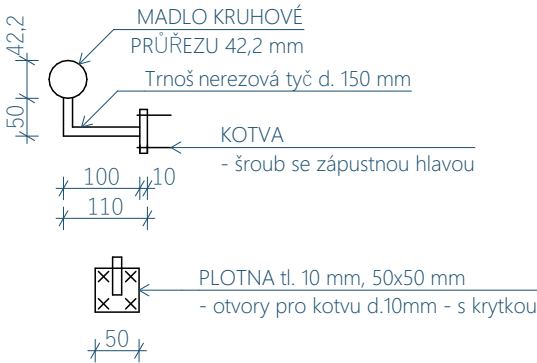 MADLO KRUHOVÉ
PRŮŘEZU 42,2 mm
42,2
Trnoš nerezová tyč d. 150 mm
50
KOTVA
- šroub se zápustnou hlavou
100
10
110
PLOTNA tl. 10 mm, 50x50 mm
- otvory pro kotvu d.10mm - s krytkou
50